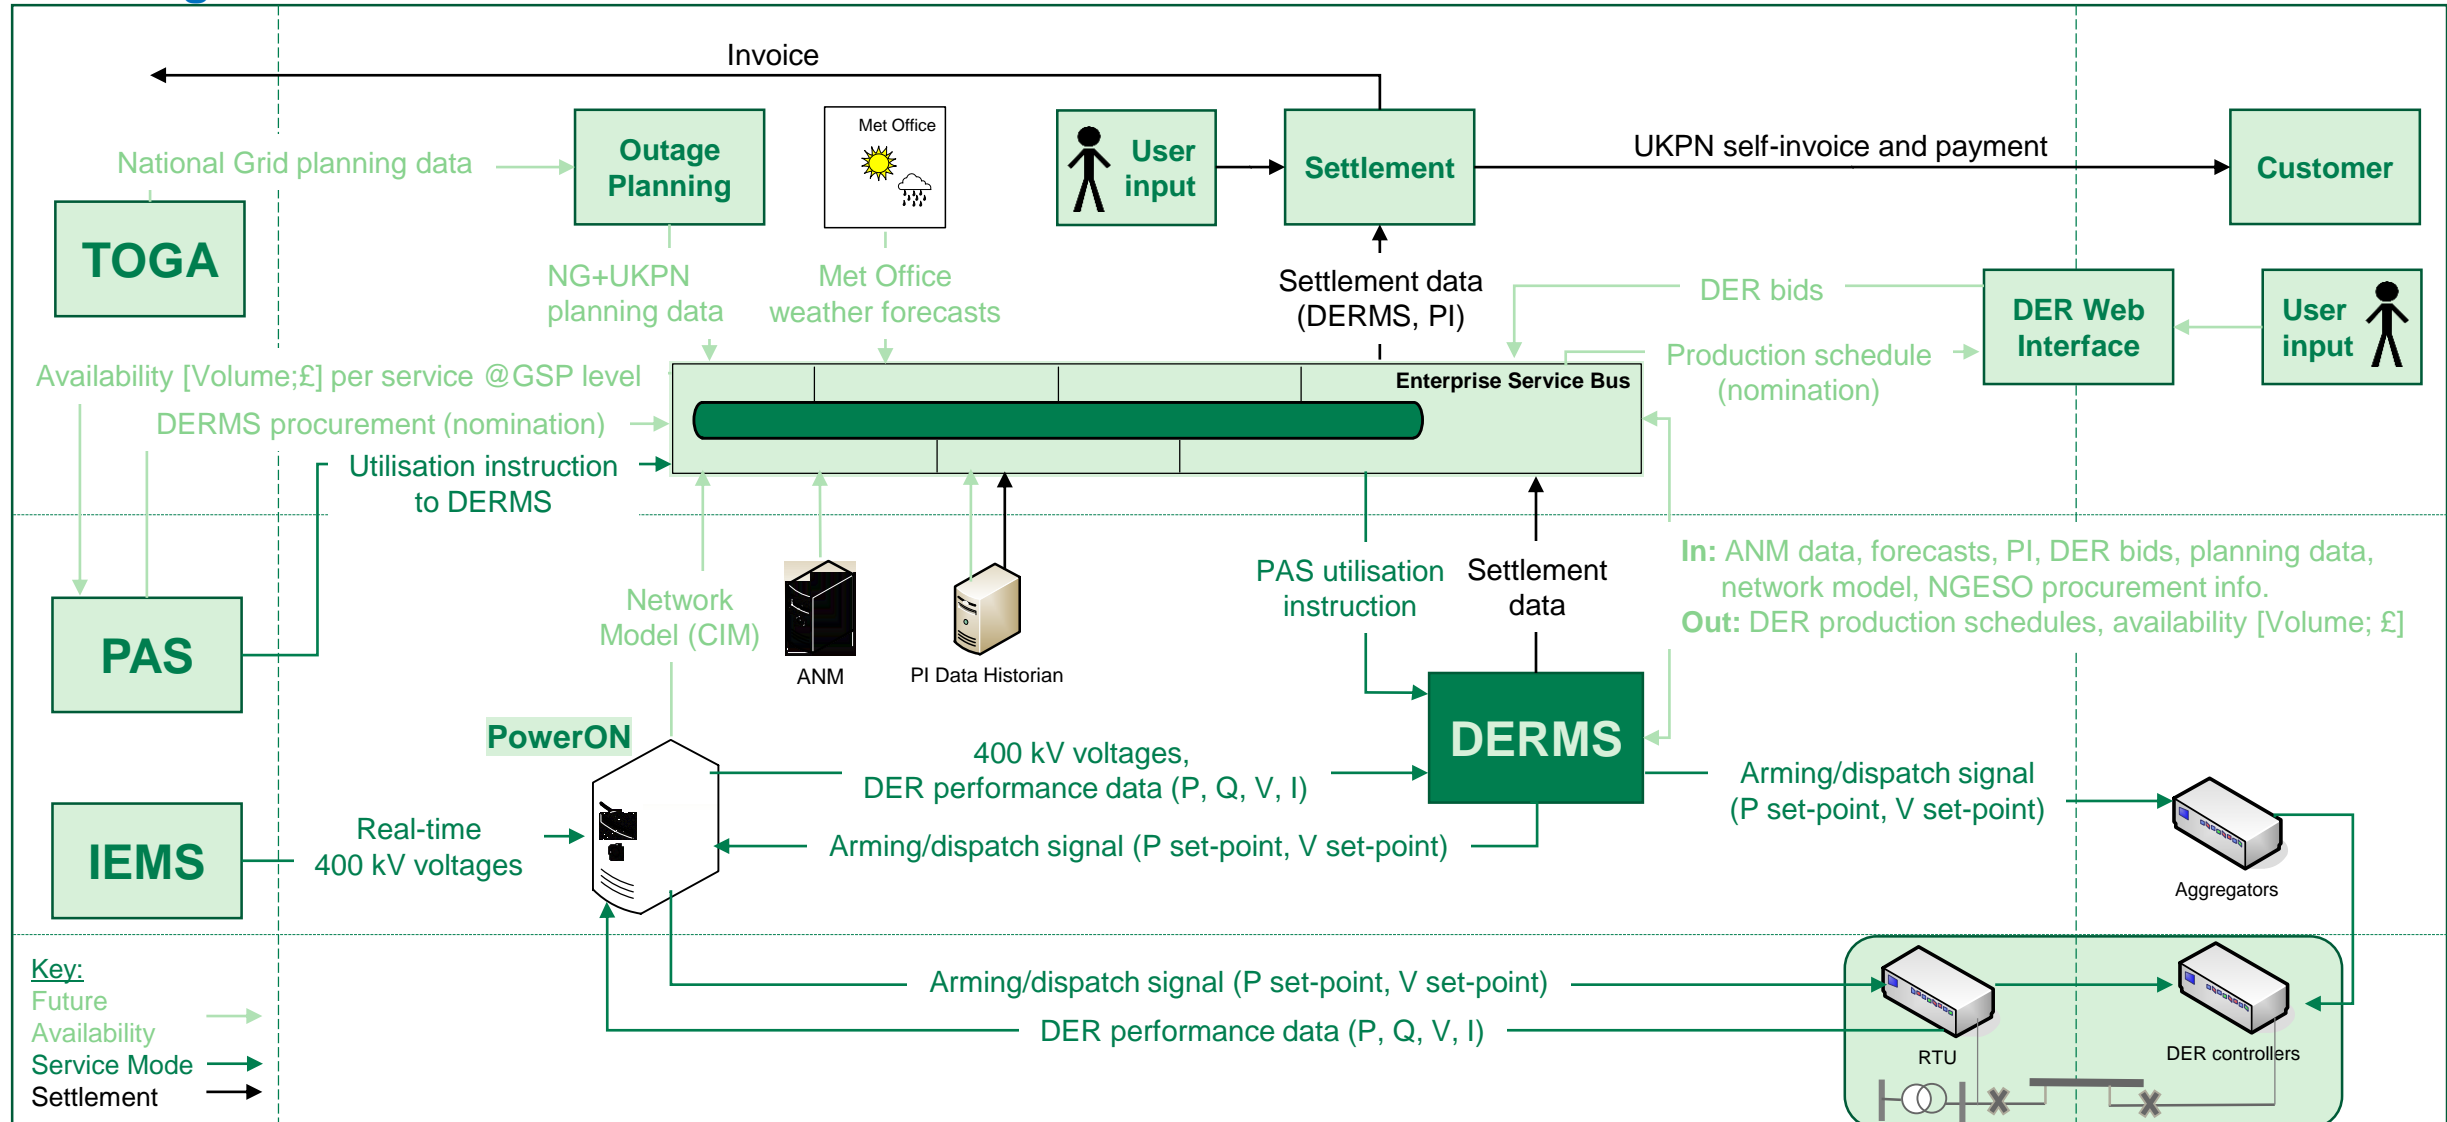 Invoice
Met Office
Outage
Planning
User
input
Settlement
UKPN self-invoice and payment
Customer
National Grid planning data
TOGA
NG+UKPN
planning data
Met Office
weather forecasts
Settlement data
(DERMS, PI)
DER bids
DER Web
Interface
User
input
Production schedule
(nomination)
Availability [Volume;£] per service @GSP level
Enterprise Service Bus
DERMS procurement (nomination)
Utilisation instruction
to DERMS
PAS
Network
Model (CIM)
ANM
PI Data Historian
PAS utilisation
instruction
Settlement
data
In: ANM data, forecasts, PI, DER bids, planning data,
network model, NGESO procurement info.
Out: DER production schedules, availability [Volume; £]
PowerON
400 kV voltages,
DER performance data (P, Q, V, I)
DERMS
Arming/dispatch signal
(P set-point, V set-point)
IEMS
Real-time
400 kV voltages
Arming/dispatch signal (P set-point, V set-point)
Aggregators
Key:
Future
Availability
Service Mode
Settlement
Arming/dispatch signal (P set-point, V set-point)
DER performance data (P, Q, V, I)
RTU
DER controllers